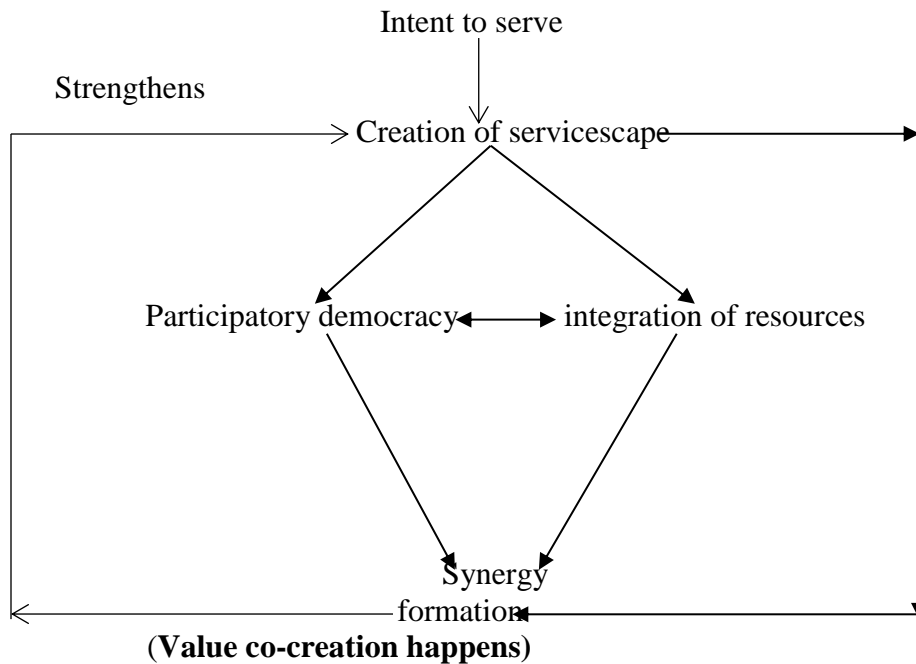 Intent to serve
Strengthens
Creation of servicescape
Participatory democracy
integration of resources
Synergy
formation
(Value co-creation happens)